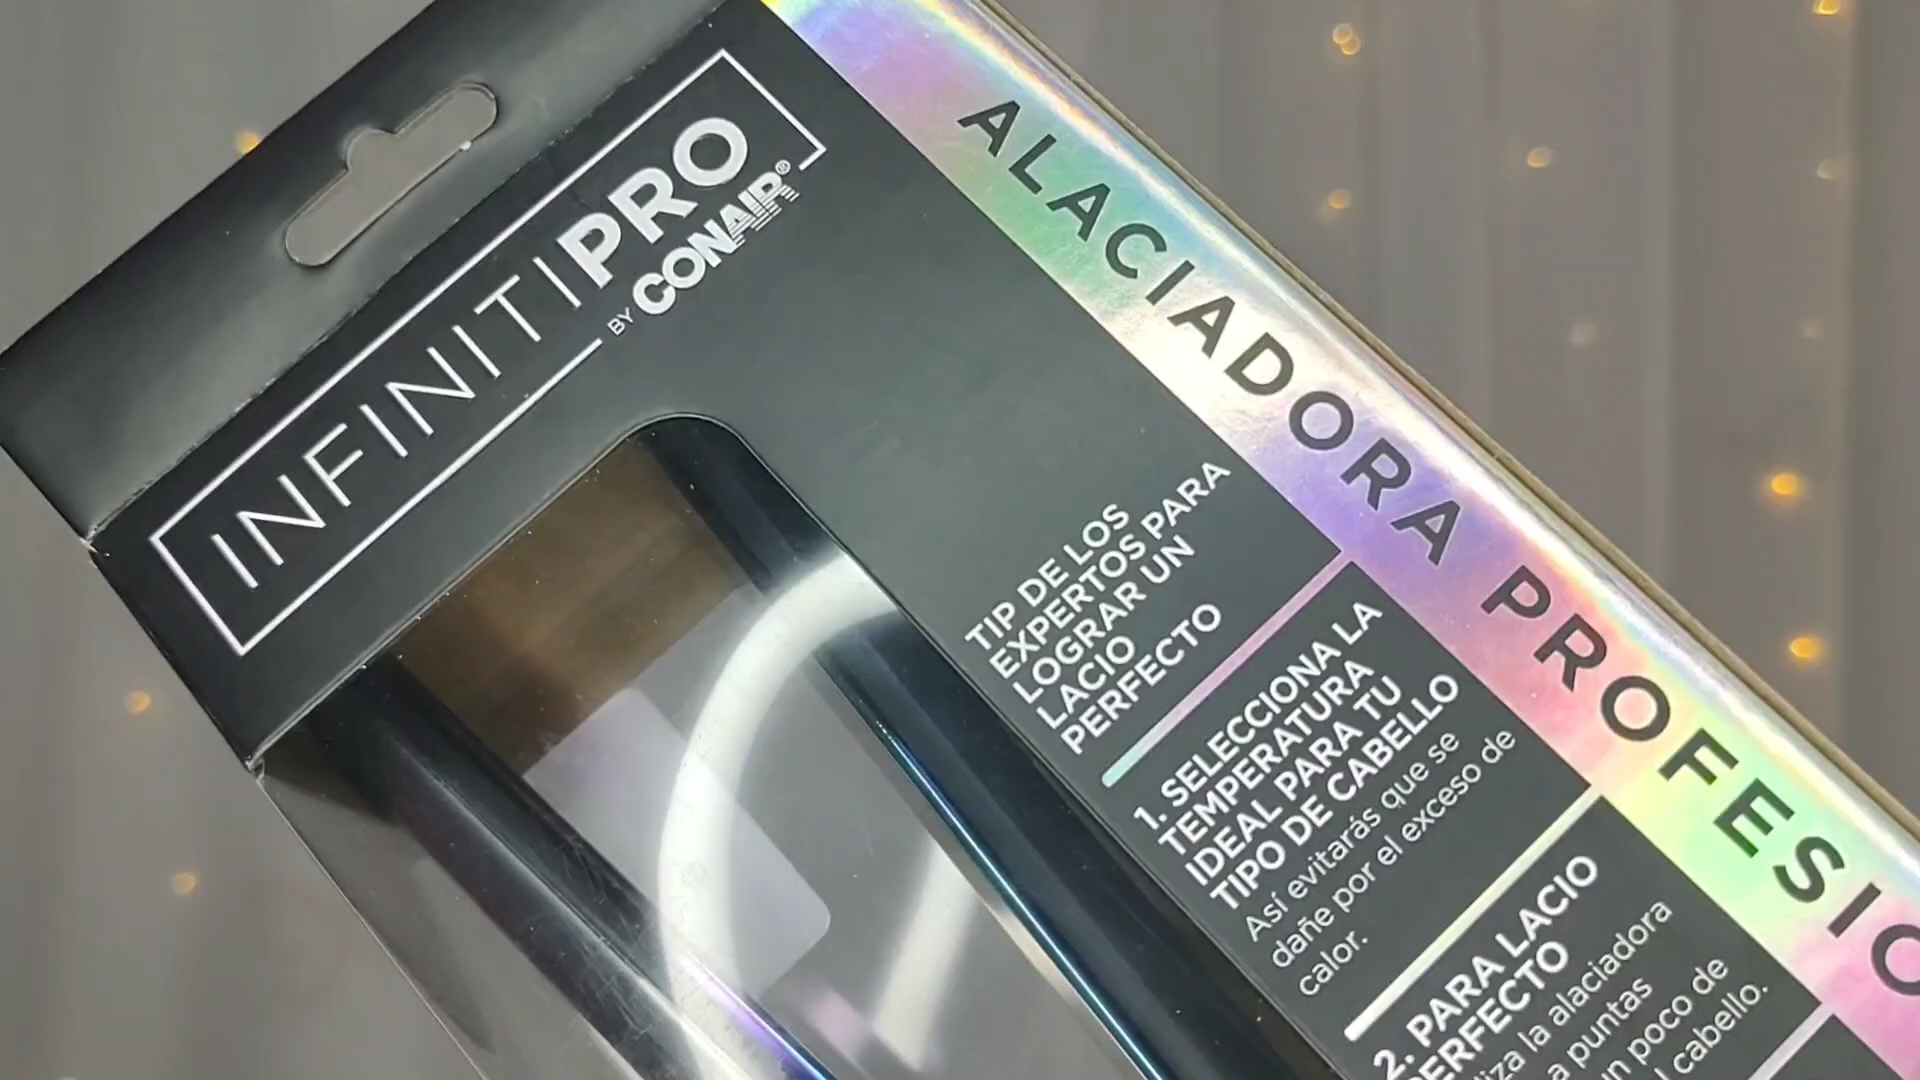 INFINITIPRO
BY CONAIR®
ALACIADORA
TIP DE LOS
EXPERTOS PARA
LOGRAR UN
LACIO
PERFECTO
1. SELECCIONA LA
TEMPERATURA
IDEAL PARA TU
TIPO DE CABELLO
Así evitarás que se
dañe por el exceso de
calor.
2. PARA LACIO
la alaciadora
a puntas
poco de
cabello.